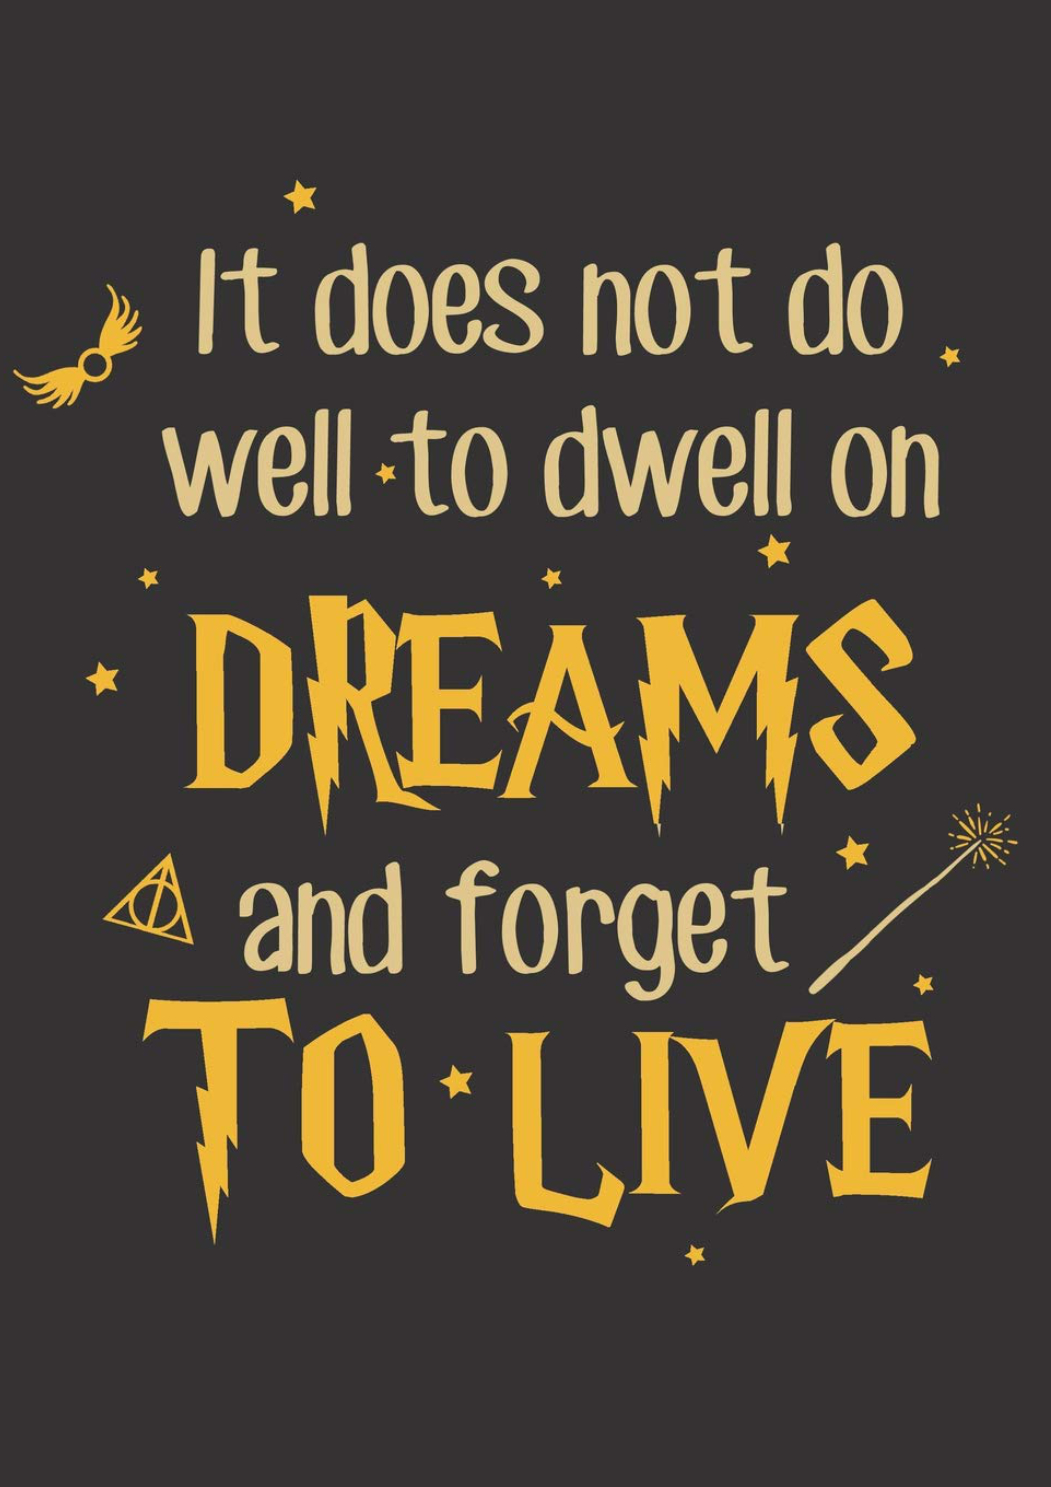 It does not do
well to dwell on
DREAMS
and forget
TO LIVE